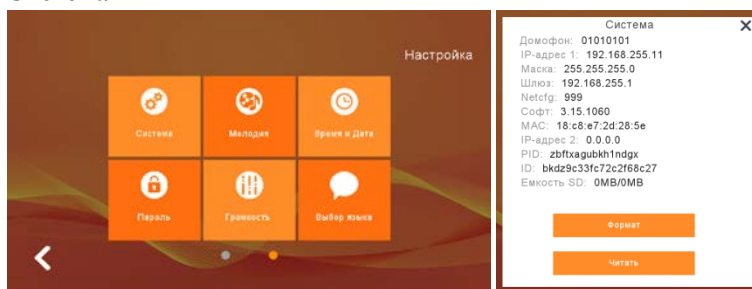 Настройка
Система
Мелодия
Время и Дата
Пароль
Громкость
Выбор языка
Система
Домофон: 01010101
IP-адрес 1: 192.168.255.11
Маска: 255.255.255.0
Шлюз: 192.168.255.1
Netcfg: 999
Софт: 3.15.1060
MAC: 18:c8:e7:2d:28:5e
IP-адрес 2: 0.0.0.0
PID: zbftxagubkh1ndgx
ID: bkdz9c33fc72c2f68c27
Емкость SD: 0MB/0MB
Формат
Читать